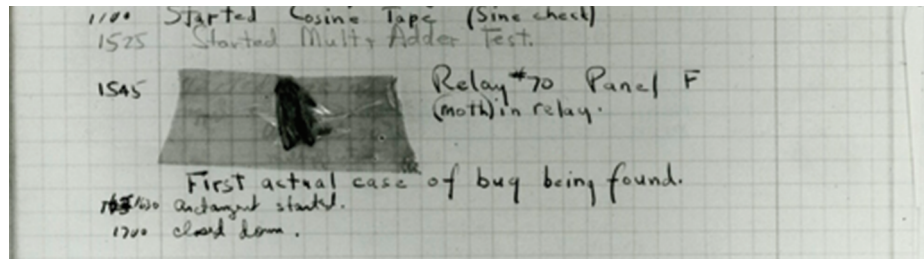 1100 Started Cosine Tape (Sine check)
1525 Started Mult+ Adder Test.
1545 Relay #70 Panel F
(moth) in relay.
First actual case of bug being found.
1630 antangent started.
1700 closed down.